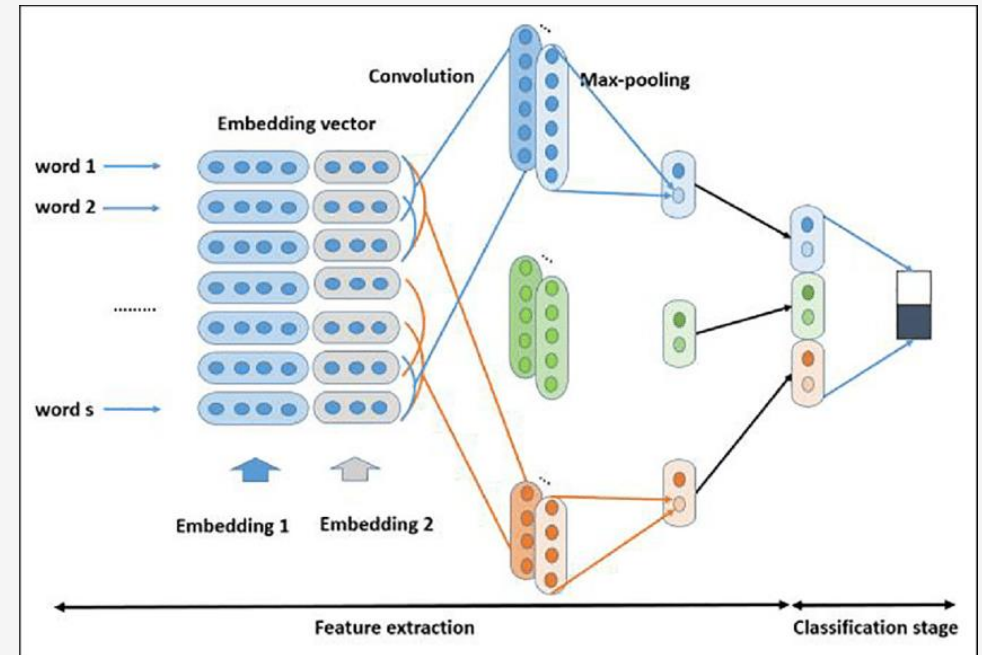 Convolution
Max-pooling
Embedding vector
word 1
word 2
.........
word s
Embedding 1
Embedding 2
Feature extraction
Classification stage